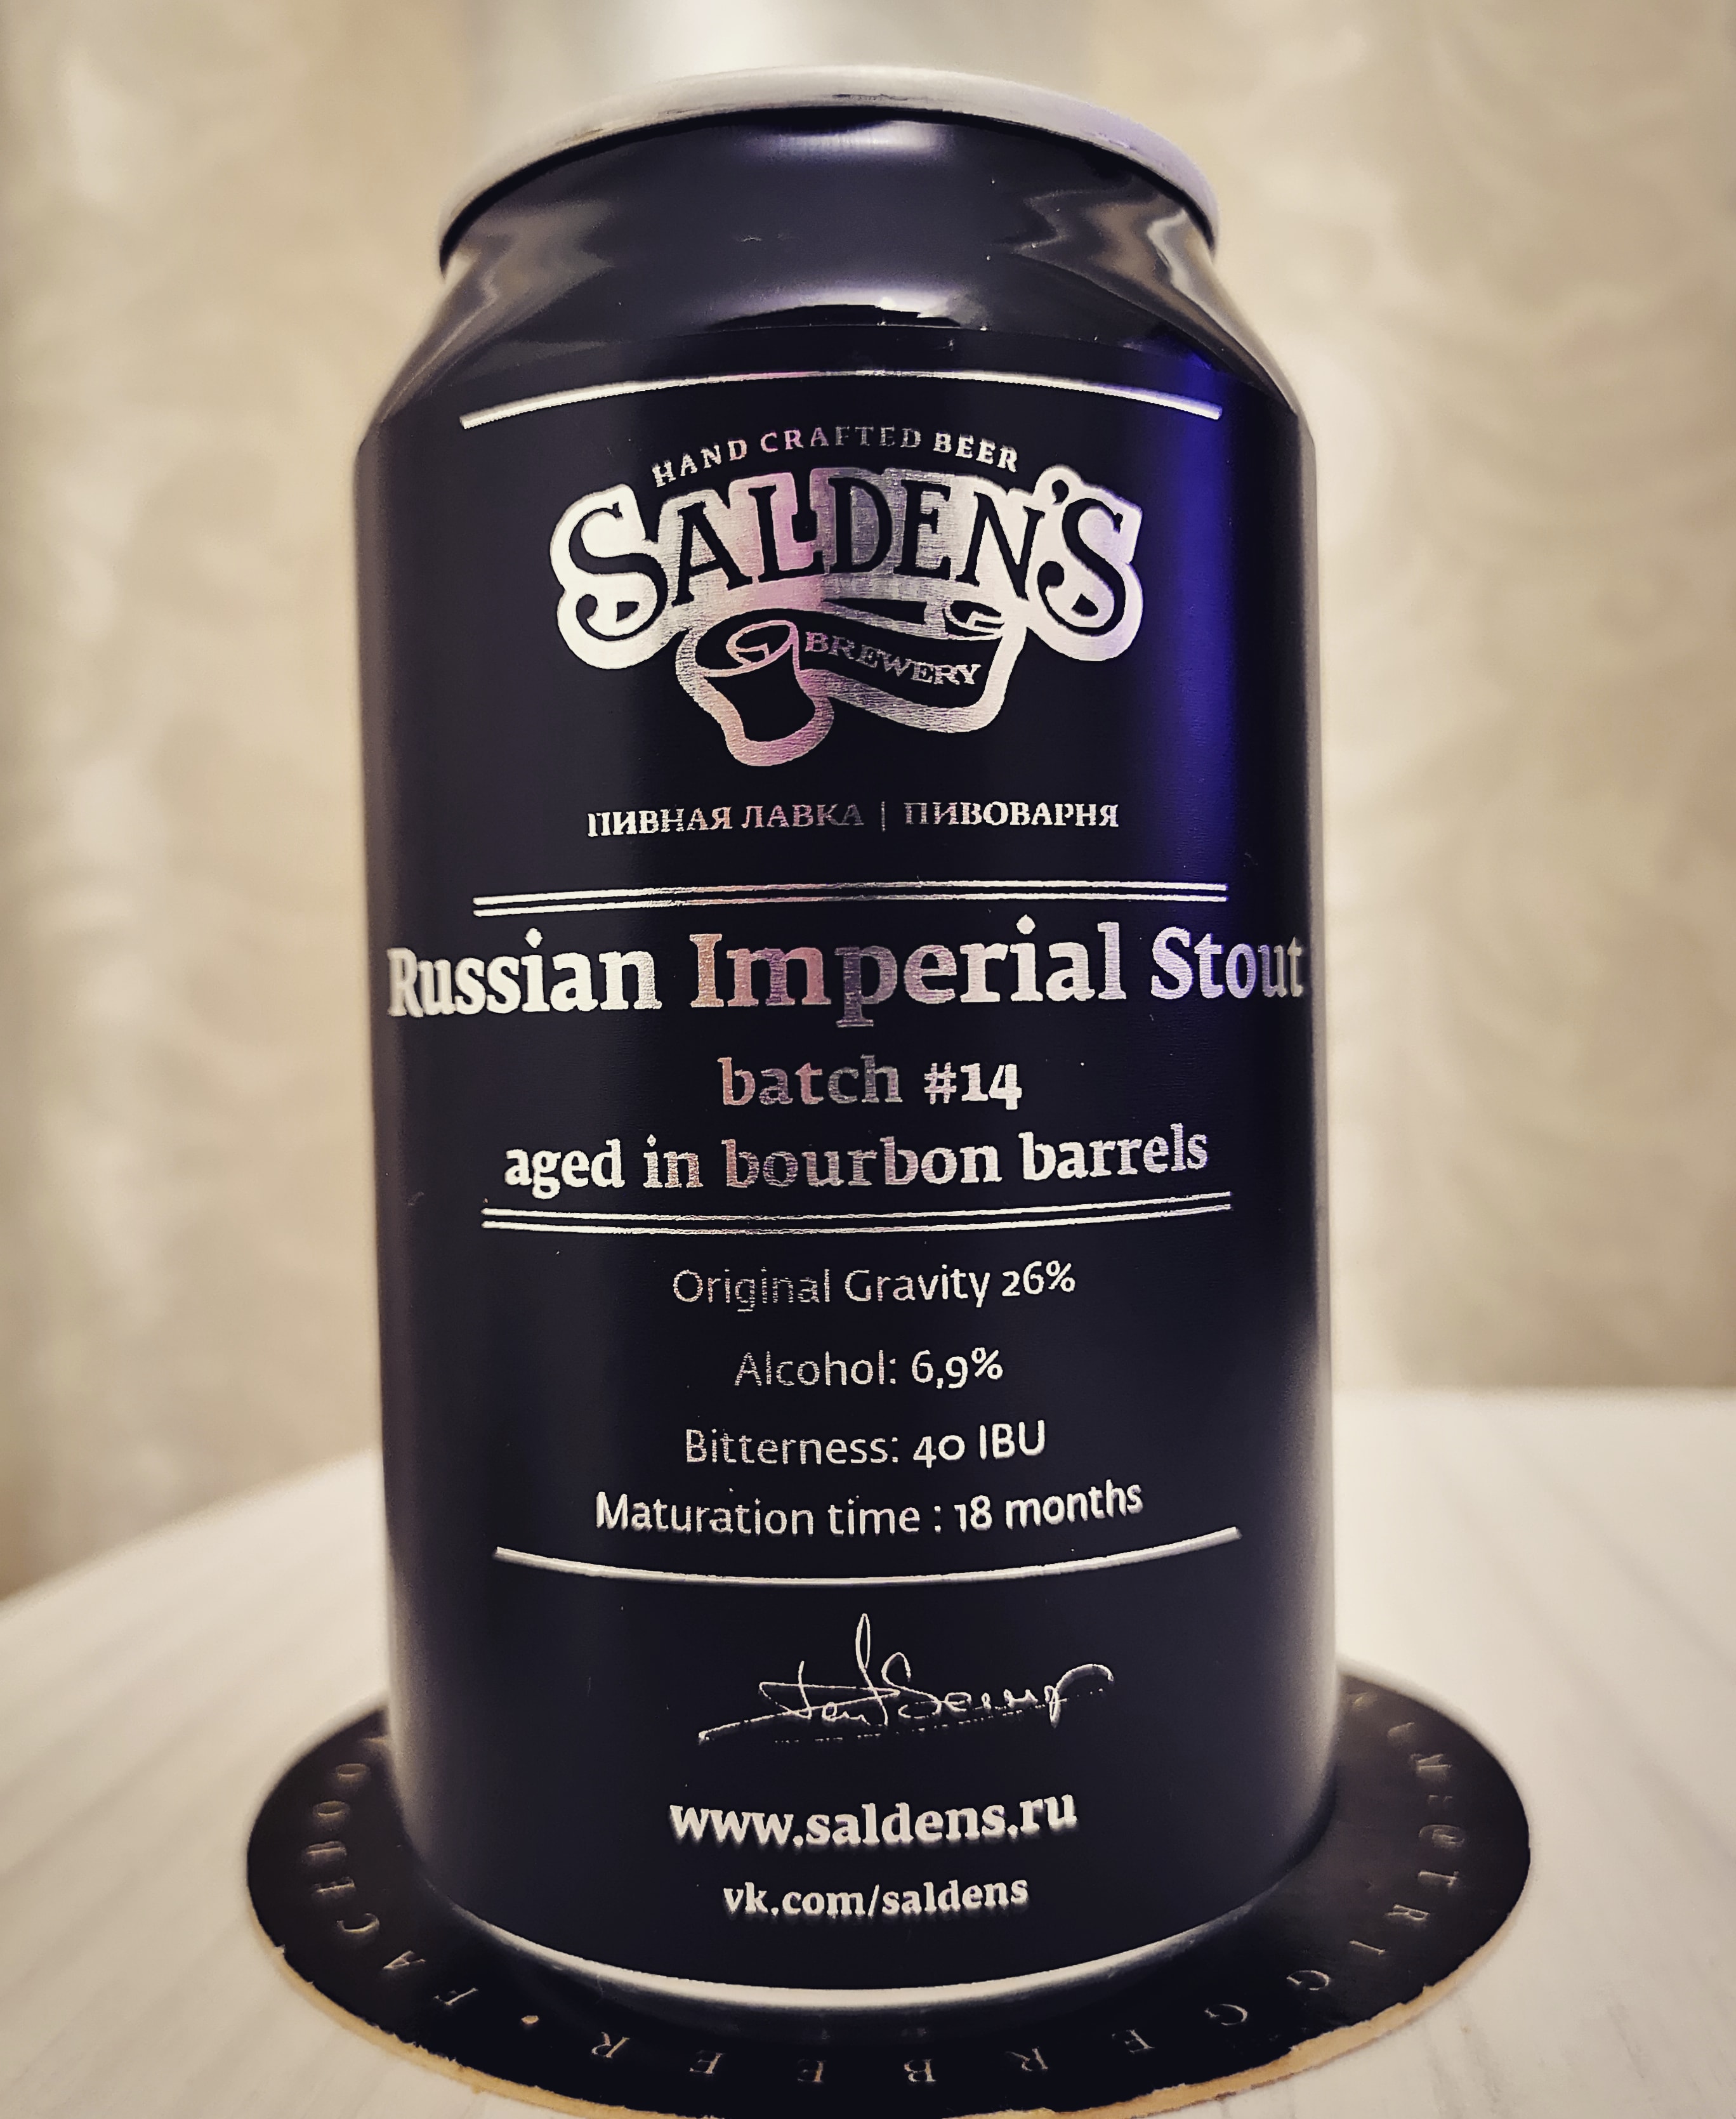 HAND CRAFTED BEER
SALDEN'S
BREWERY
ПИВНАЯ ЛАВКА | ПИВОВАРНЯ
Russian Imperial Stout
batch #14
aged in bourbon barrels
Original Gravity 26%
Alcohol: 6,9%
Bitterness: 40 IBU
Maturation time : 18 months
www.saldens.ru
vk.com/saldens